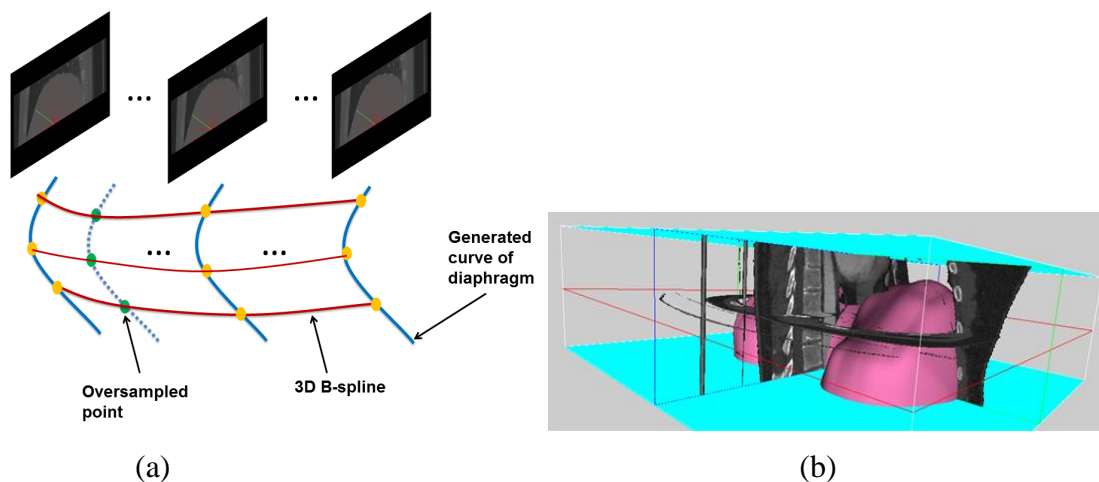 ...
...
Generated
curve of
diaphragm
...
...
Oversampled
point
3D B-spline
(a)
(b)